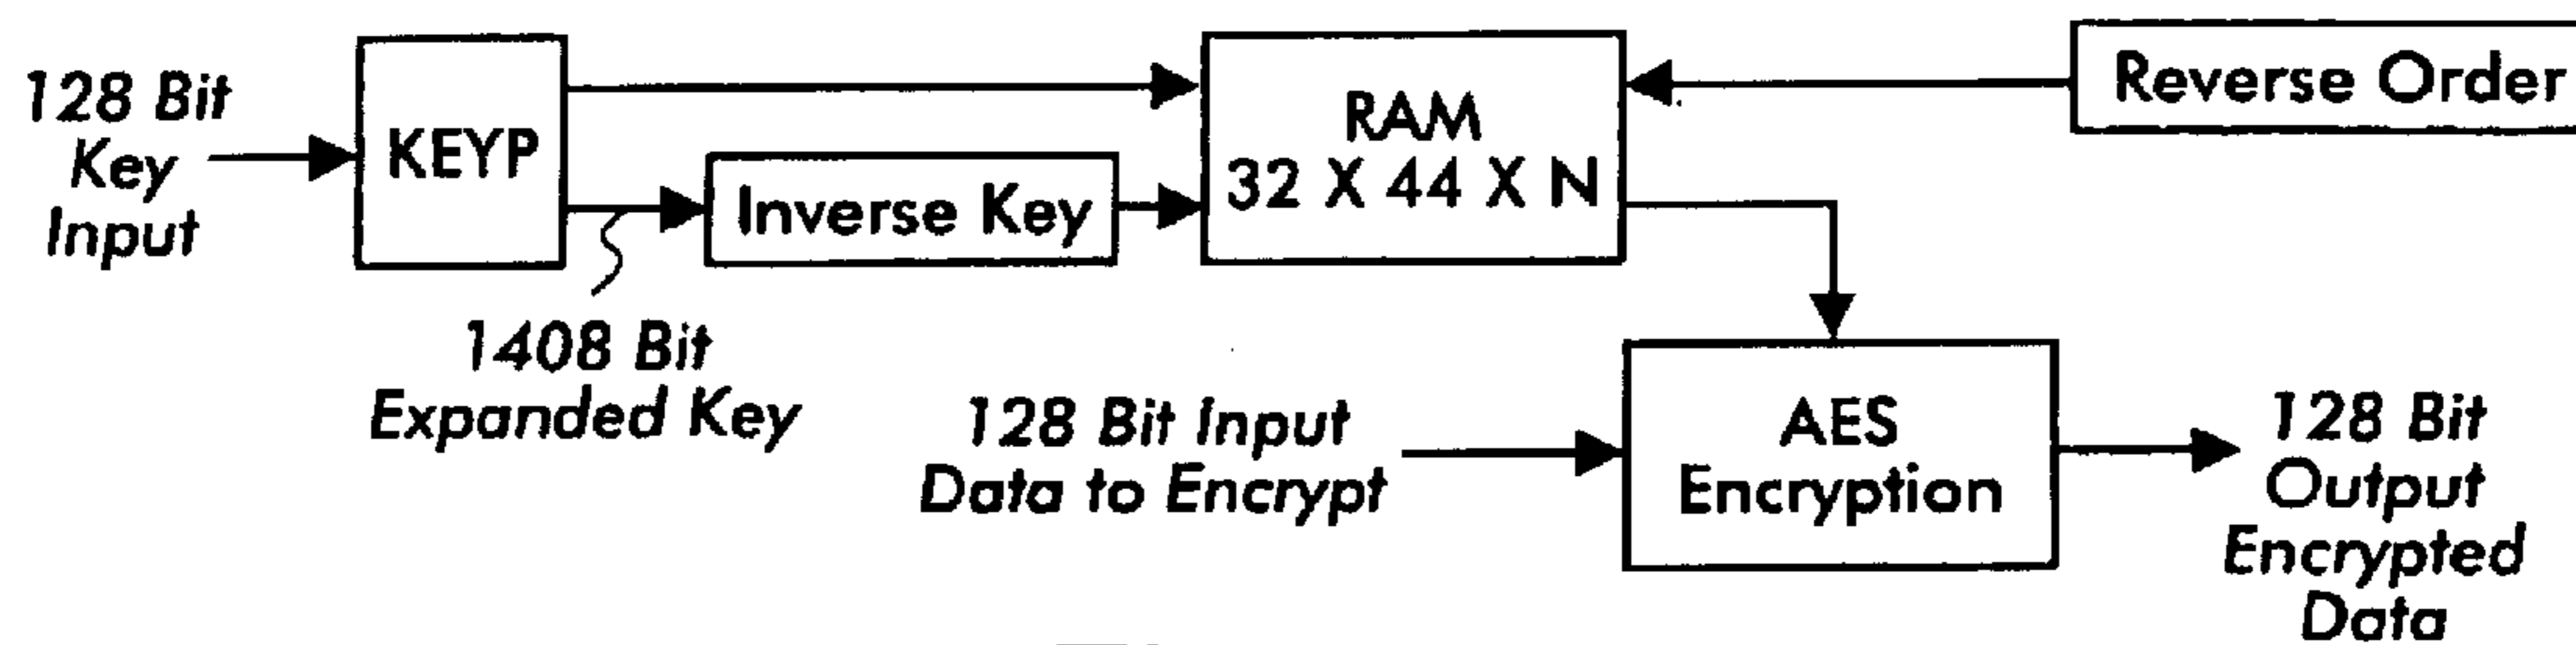 128 Bit
Key
Input
KEYP
1408 Bit
Expanded Key
Inverse Key
RAM
32 X 44 X N
Reverse Order
128 Bit Input
Data to Encrypt
AES
Encryption
128 Bit
Output
Encrypted
Data